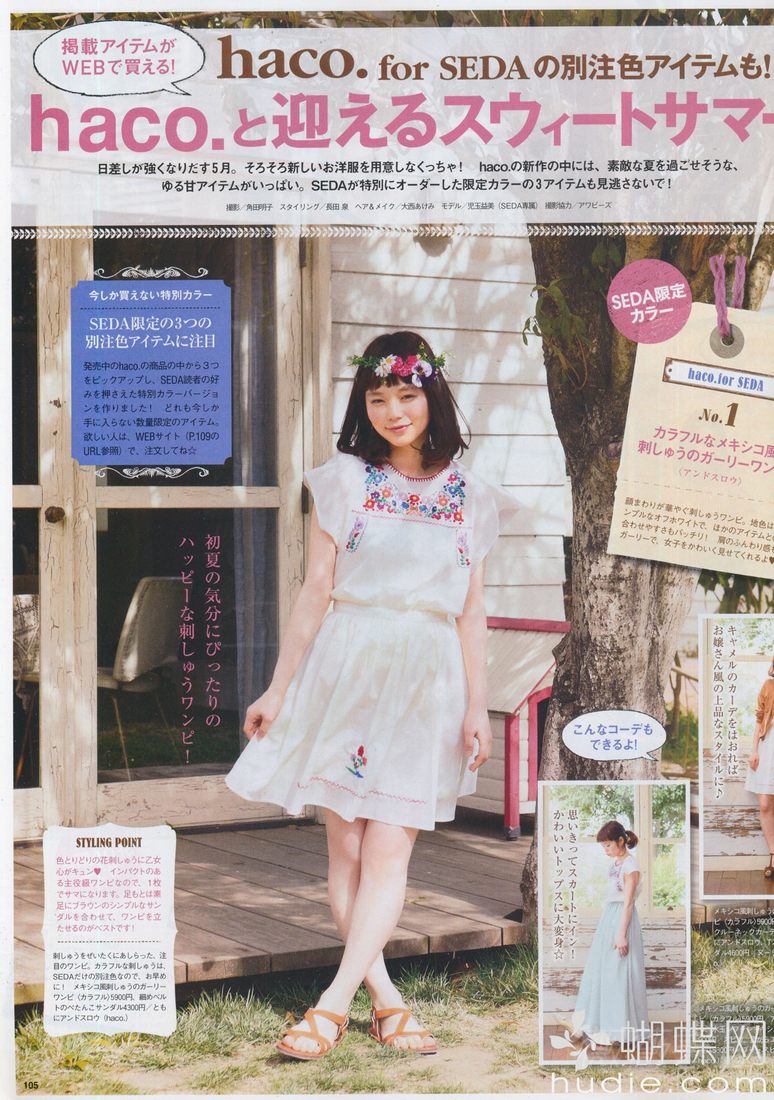 掲載アイテムが
WEBで買える!
haco. for SEDAの別注色アイテムも!
haco.と迎えるスウィートサマー
日差しが強くなりだす5月。そろそろ新しいお洋服を用意しなくっちゃ! haco.の新作の中には、素敵な夏を過ごせそうな、
ゆる甘アイテムがいっぱい。SEDAが特別にオーダーした限定カラーの3アイテムも見逃さないで!
撮影/角田明子 スタイリング/長田 泉 ヘア&メイク/大西あけみ モデル/児玉益美(SEDA専属) 撮影協力/アワビーズ
今しか買えない特別カラー
SEDA限定の3つの
別注色アイテムに注目
発売中のhaco.の商品の中から3つ
をピックアップし、SEDA読者の好
みを押さえた特別カラーバージョ
ンを作りました! どれも今しか
手に入らない数量限定のアイテム。
欲しい人は、WEBサイト(P.109の
URL参照)で、注文してね☆
SEDA限定
カラー
haco.for SEDA
No.1
カラフルなメキシコ風
刺しゅうのガーリーワン
(アンドスロウ)
顔まわりが華やぐ刺しゅうワンピ。地色は
ンプルなオフホワイトで、ほかのアイテムと
合わせやすさもバッチリ! 肩のふんわり感も
ガーリーで、女子をかわいく見せてくれるよ♥
初夏の気分にぴったりの
ハッピーな刺しゅうワンピ!
キャメルのカーデをはおれば
お嬢さん風の上品なスタイルに♪
こんなコーデも
できるよ!
思いきってスカートにイン!
かわいいトップスに大変身☆
STYLING POINT
色とりどりの花刺しゅうに乙女
心がキュン♥ インパクトのあ
る主役級ワンピなので、1枚
でサマになります。足もとは素
足にブラウンのシンプルなサン
ダルを合わせて、ワンピを立
たせるのがベストです!
刺しゅうをぜいたくにあしらった、注
目のワンピ。カラフルな刺しゅうは、
SEDAだけの別注色なので、お早め
に! メキシコ風刺しゅうのガーリー
ワンピ(カラフル)5900円、細めベルト
のぺたんこサンダル4300円/とも
にアンドスロウ(haco.)
メキシコ風刺しゅうの
ピ(カラフル)5900円
クルーネックカーデ
にアンドスロウ、
ダル4600円/
メキシコ風刺しゅうの
(カラフル)5900円
105
蝴蝶网
hudie.com